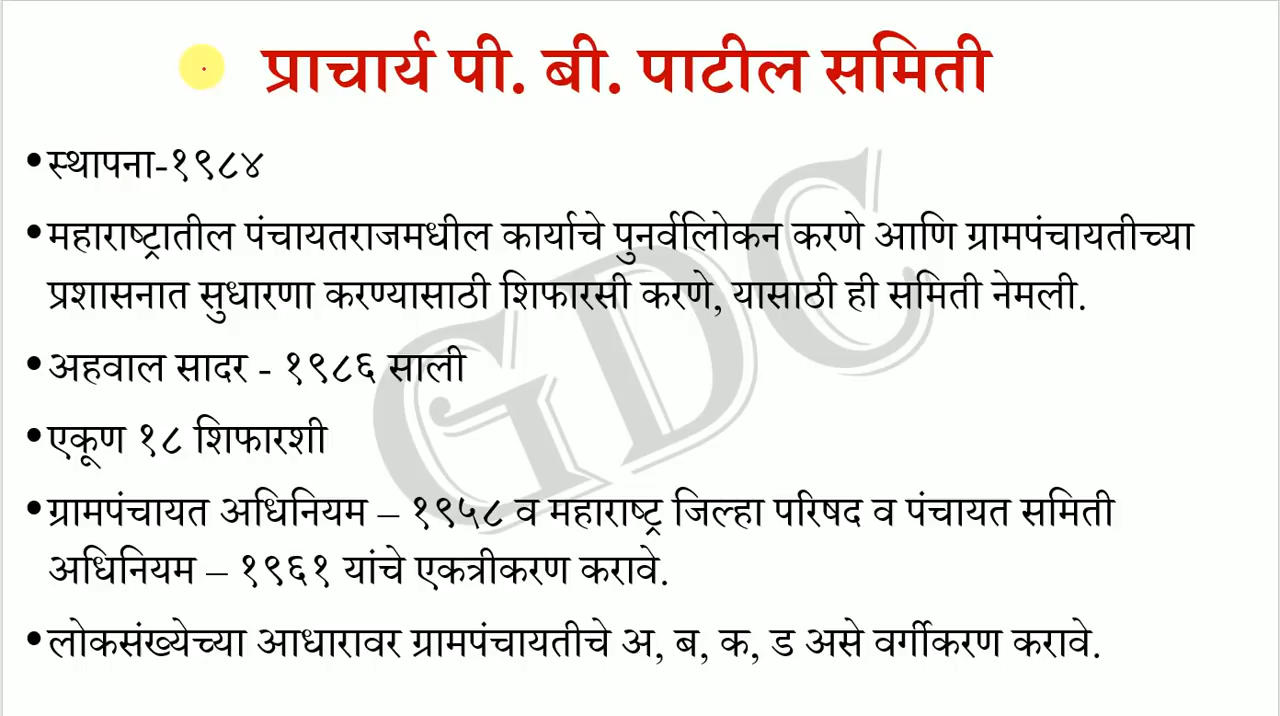 प्राचार्य पी. बी. पाटील समिती
•स्थापना-१९८४
•महाराष्ट्रातील पंचायतराजमधील कार्याचे पुनर्वलोकन करणे आणि ग्रामपंचायतीच्या
प्रशासनात सुधारणा करण्यासाठी शिफारसी करणे, यासाठी ही समिती नेमली.
•अहवाल सादर - १९८६ साली
•एकूण १८ शिफारशी
•ग्रामपंचायत अधिनियम – १९५८ व महाराष्ट्र जिल्हा परिषद व पंचायत समिती
अधिनियम – १९६१ यांचे एकत्रीकरण करावे.
•लोकसंख्येच्या आधारावर ग्रामपंचायतीचे अ, ब, क, ड असे वर्गीकरण करावे.
GDC